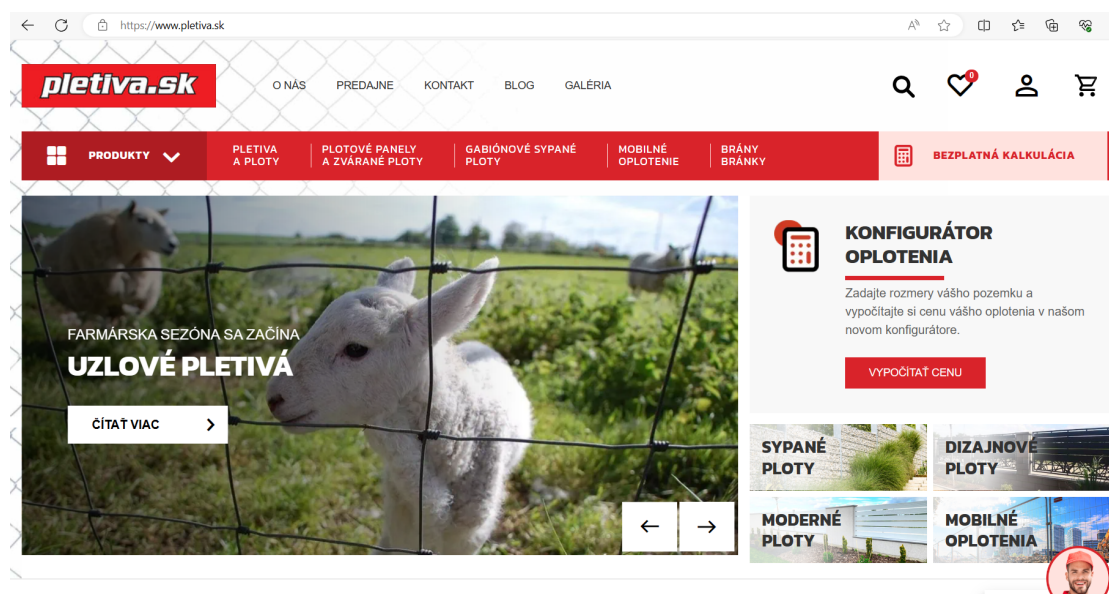 https://www.pletiva.sk
pletiva.sk
O NÁS PREDAJNE KONTAKT BLOG GALÉRIA
0
PRODUKTY
PLETIVA
A PLOTY
PLOTOVÉ PANELY
A ZVÁRANÉ PLOTY
GABIÓNOVÉ SYPANÉ
PLOTY
MOBILNÉ
OPLOTENIE
BRÁNY
BRÁNKY
BEZPLATNÁ KALKULÁCIA
FARMÁRSKA SEZÓNA SA ZAČÍNA
UZLOVÉ PLETIVÁ
ČÍTAŤ VIAC
KONFIGURÁTOR
OPLOTENIA
Zadajte rozmery vášho pozemku a
vypočítajte si cenu vášho oplotenia v našom
novom konfigurátore.
VYPOČÍTAŤ CENU
SYPANÉ
PLOTY
DIZAJNOVÉ
PLOTY
MODERNÉ
PLOTY
MOBILNÉ
OPLOTENIA